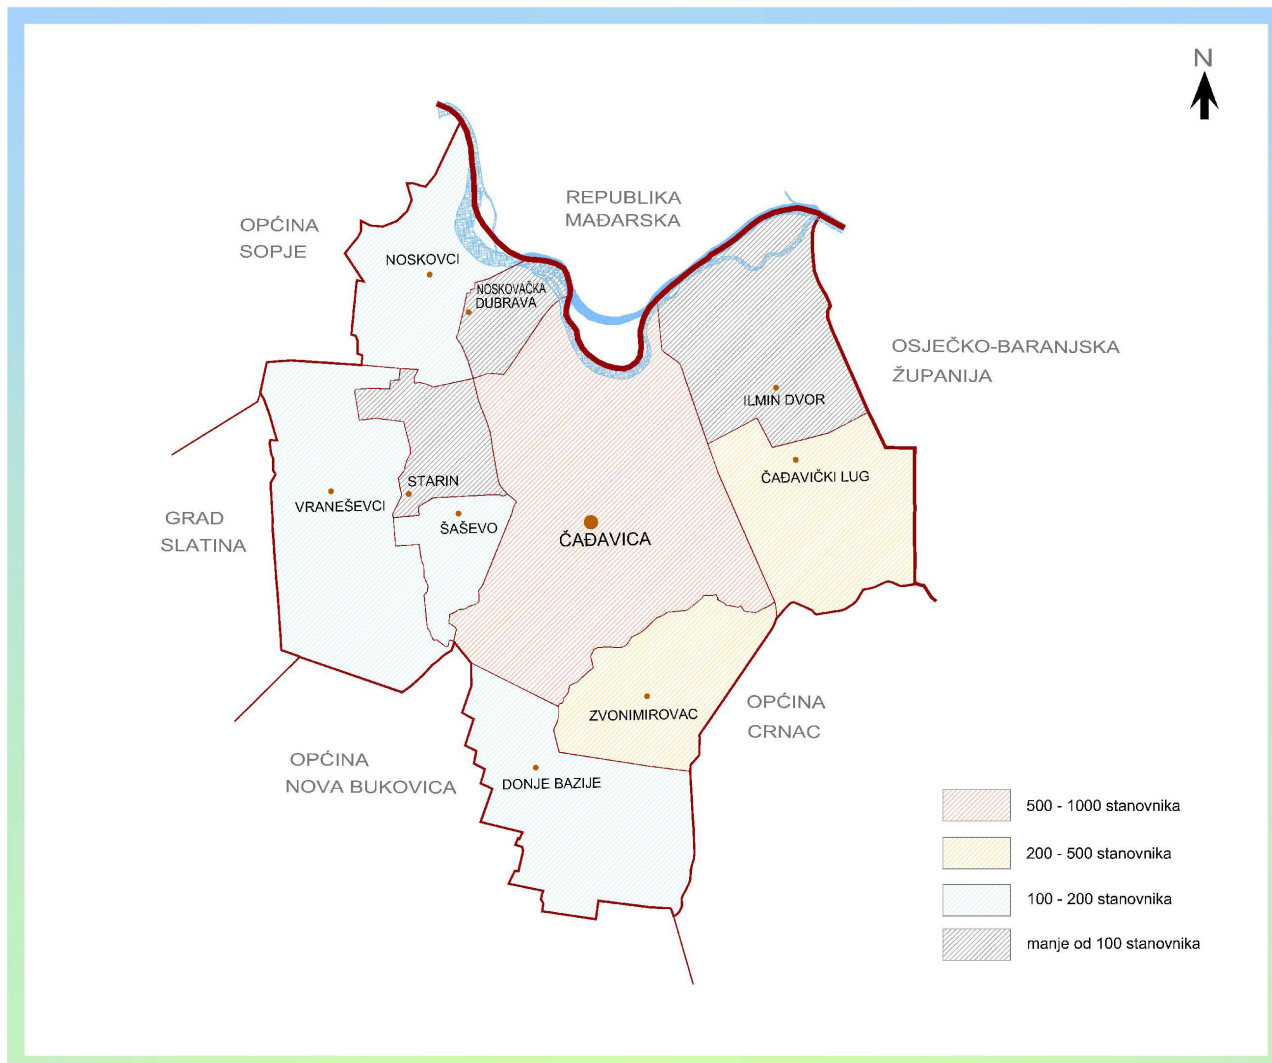 N
REPUBLIKA
MAĐARSKA
OPĆINA
SOPJE
NOSKOVCI
NOSKOVAČKA
DUBRAVA
OSJEČKO-BARANJSKA
ŽUPANIJA
ILMIN DVOR
ČAĐAVIČKI LUG
STARIN
VRANEŠEVCI
ŠAŠEVO
GRAD
SLATINA
ČAĐAVICA
OPĆINA
CRNAC
ZVONIMIROVAC
OPĆINA
NOVA BUKOVICA
DONJE BAZIJE
500 - 1000 stanovnika
200 - 500 stanovnika
100 - 200 stanovnika
manje od 100 stanovnika